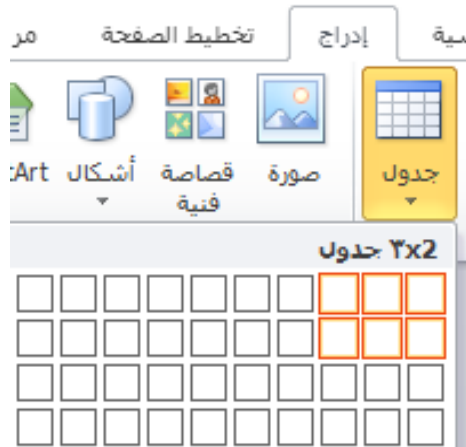 إدراج
تخطيط الصفحة
جدول
صورة
قصاصة
فنية
أشكال
٣x2 جدول